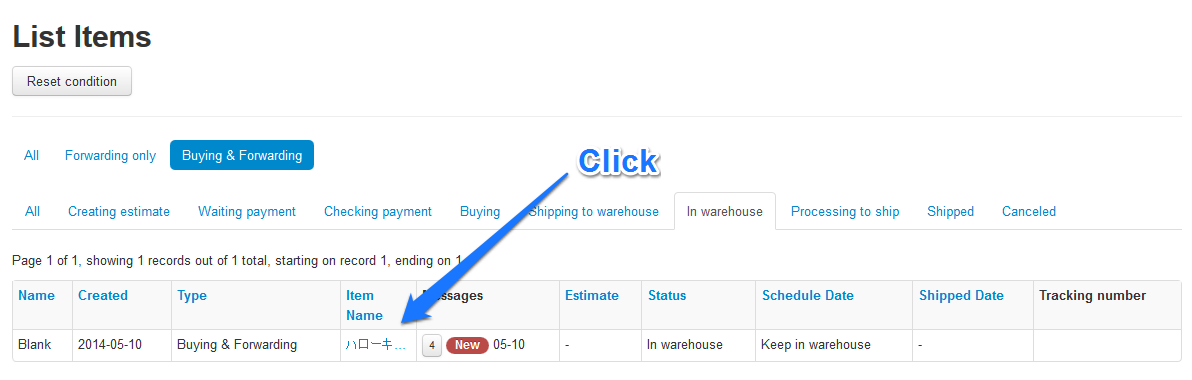 List Items
Reset condition
All Forwarding only Buying & Forwarding
Click
All Creating estimate Waiting payment Checking payment Buying Shipping to warehouse In warehouse Processing to ship Shipped Canceled
Page 1 of 1, showing 1 records out of 1 total, starting on record 1, ending on 1
Name Created Type Item Name Messages Estimate Status Schedule Date Shipped Date Tracking number
Blank 2014-05-10 Buying & Forwarding ハローキ... 4 New 05-10 - In warehouse Keep in warehouse -